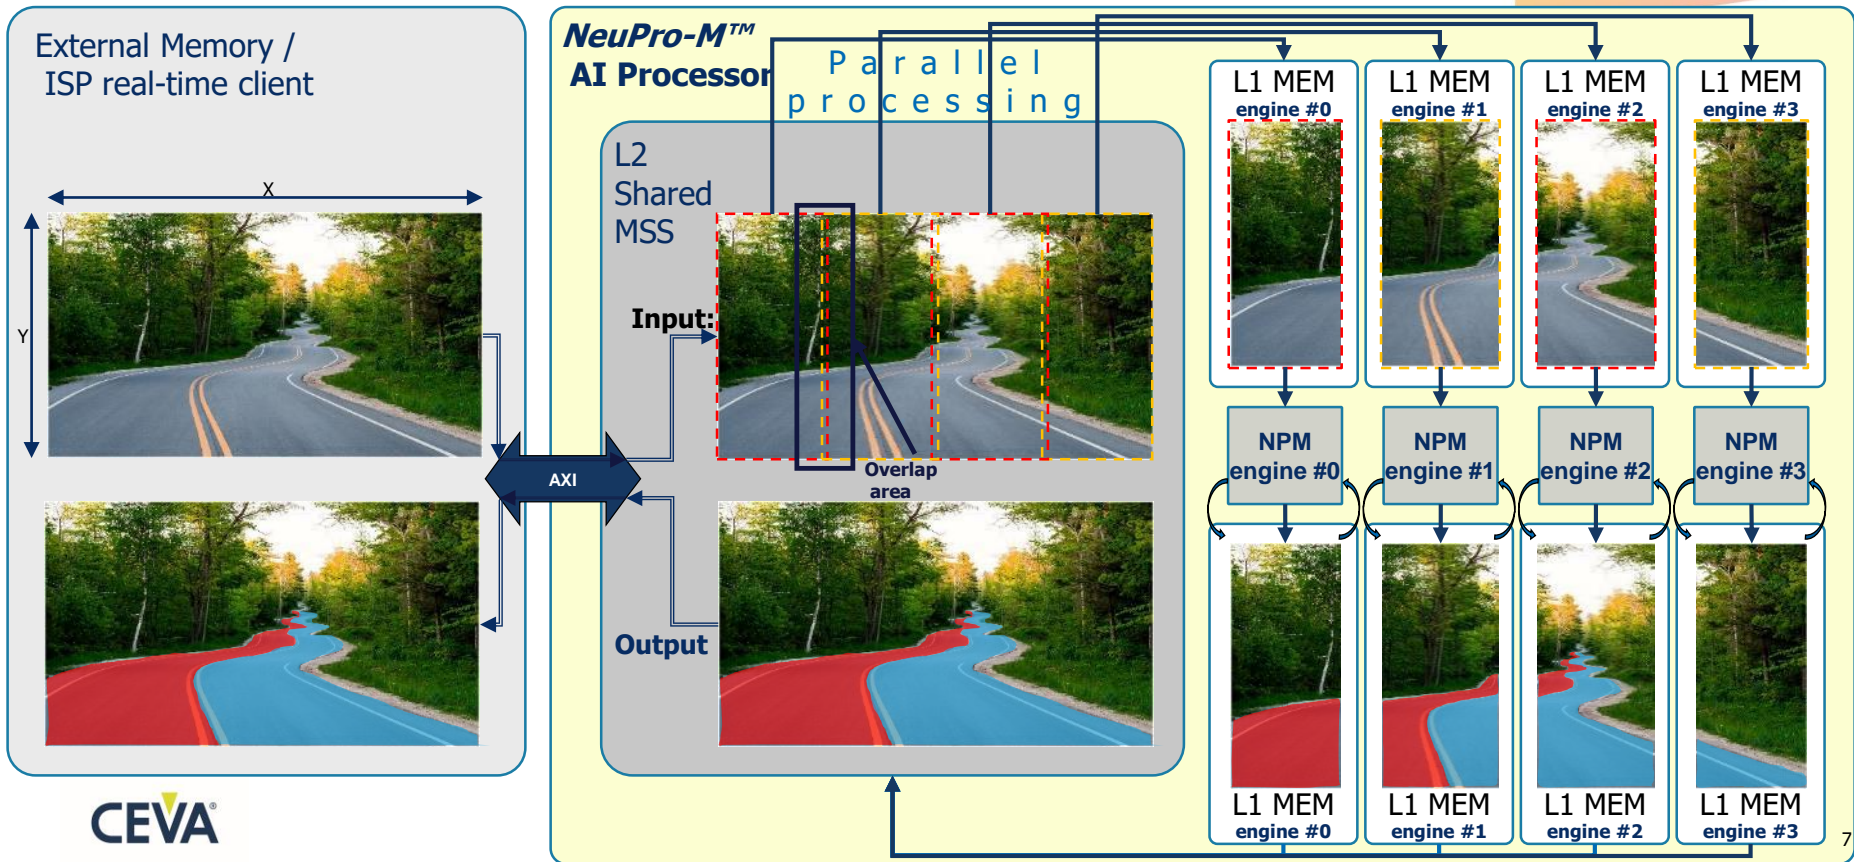 External Memory /
ISP real-time client
X
Y
AXI
CEVA®
NeuPro-M™
AI Processor
Parallel
processing
L2
Shared
MSS
Input:
Overlap
area
Output
L1 MEM
engine #0
L1 MEM
engine #1
L1 MEM
engine #2
L1 MEM
engine #3
NPM
engine #0
NPM
engine #1
NPM
engine #2
NPM
engine #3
L1 MEM
engine #0
L1 MEM
engine #1
L1 MEM
engine #2
L1 MEM
engine #3
7